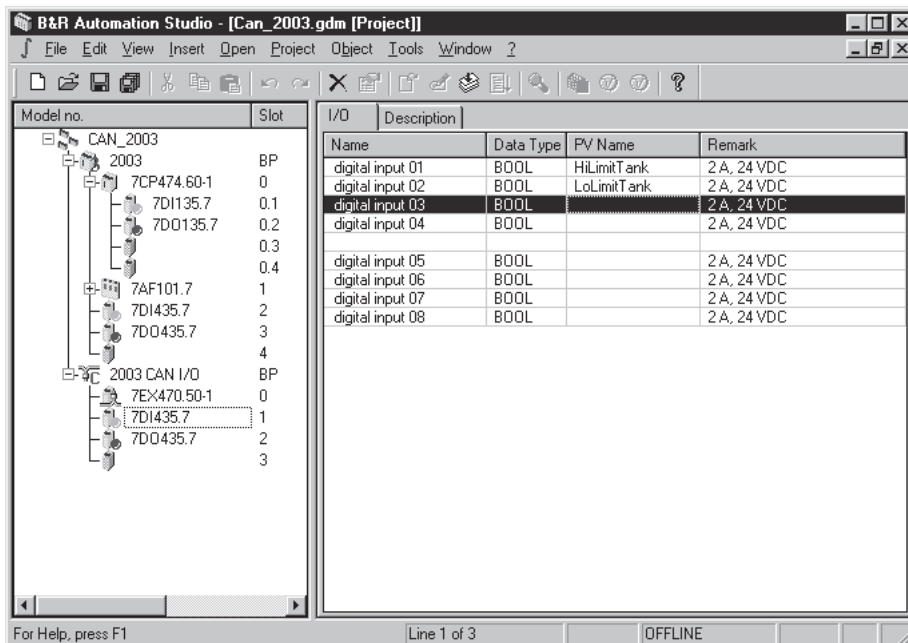 B&R Automation Studio - [Can_2003.gdm [Project]]
File Edit View Insert Open Project Object Tools Window ?
Model no. Slot
CAN_2003
2003 BP
7CP474.60-1 0
7DI135.7 0.1
7DO135.7 0.2
0.3
0.4
7AF101.7 1
7DI435.7 2
7DO435.7 3
4
2003 CAN I/O BP
7EX470.50-1 0
7DI435.7 1
7DO435.7 2
3
I/O Description
Name Data Type PV Name Remark
digital input 01 BOOL HiLimitTank 2 A, 24 VDC
digital input 02 BOOL LoLimitTank 2 A, 24 VDC
digital input 03 BOOL 2 A, 24 VDC
digital input 04 BOOL 2 A, 24 VDC
digital input 05 BOOL 2 A, 24 VDC
digital input 06 BOOL 2 A, 24 VDC
digital input 07 BOOL 2 A, 24 VDC
digital input 08 BOOL 2 A, 24 VDC
For Help, press F1 Line 1 of 3 OFFLINE